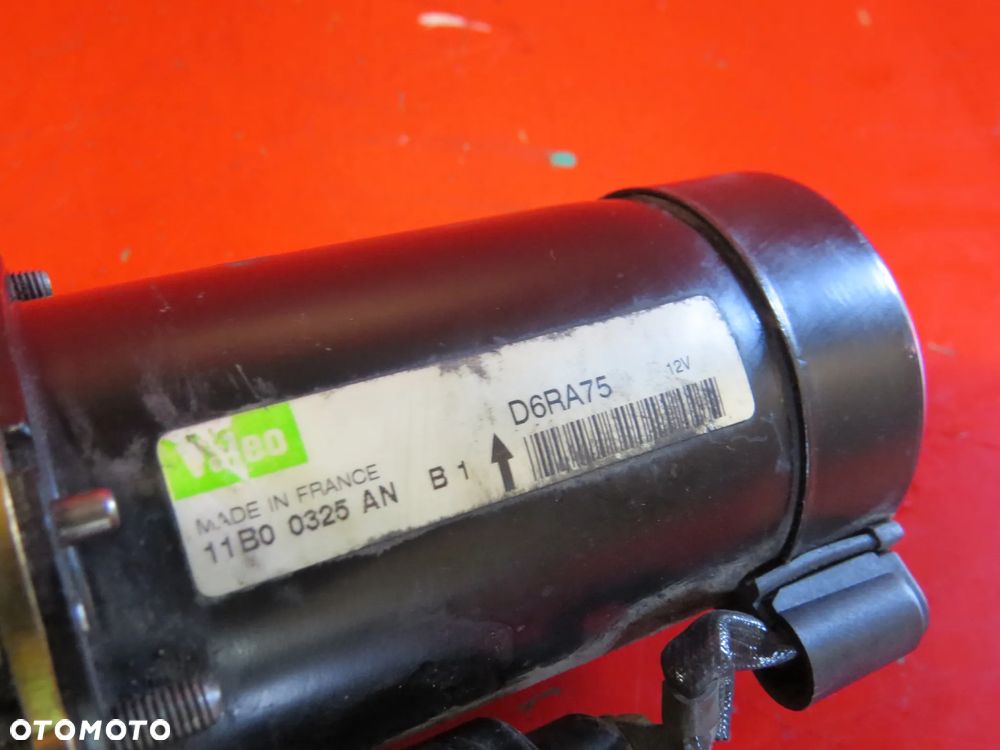 Valeo
MADE IN FRANCE
11B0 0325 AN B 1
D6RA75 12V
OTOMOTO